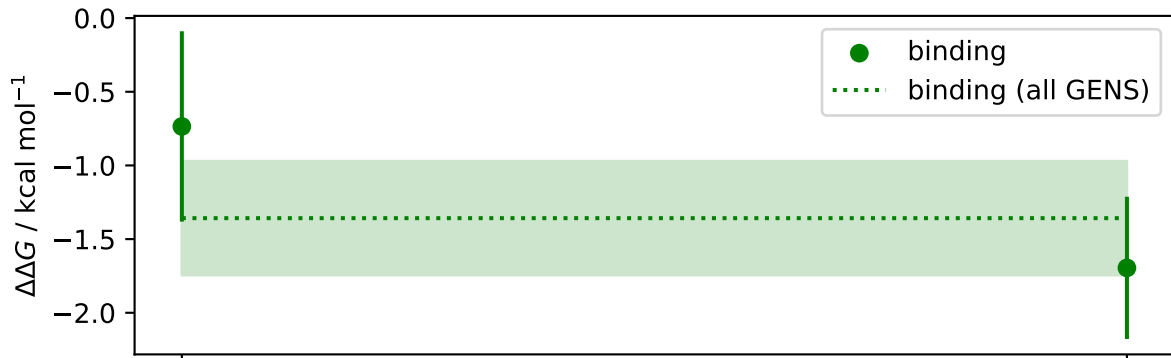 0.0
−0.5
−1.0
−1.5
−2.0
ΔΔG / kcal mol⁻¹
binding
binding (all GENS)